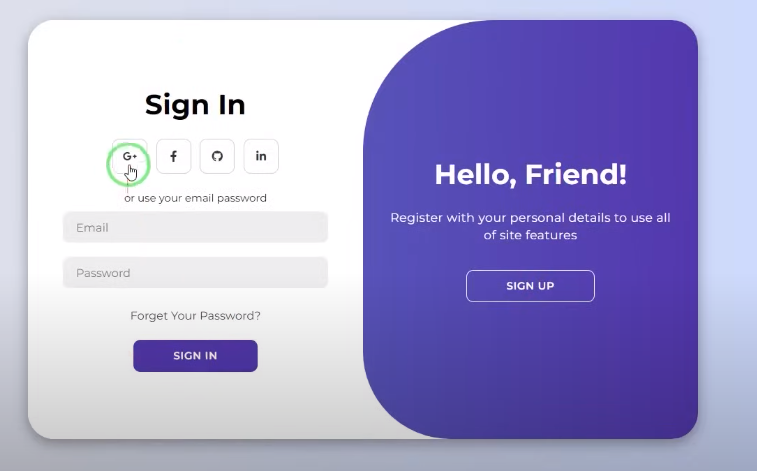 Sign In
G+ f in
or use your email password
Email
Password
Forget Your Password?
SIGN IN
Hello, Friend!
Register with your personal details to use all
of site features
SIGN UP